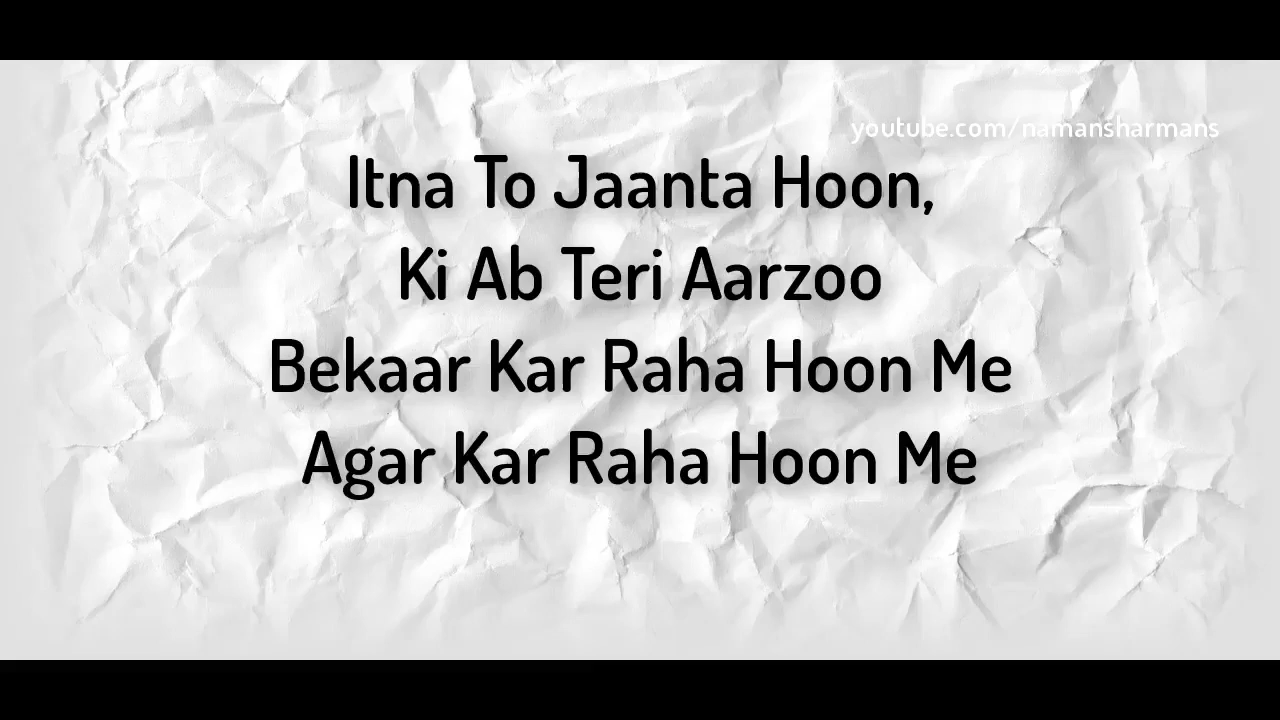 youtube.com/namansharmans
Itna To Jaanta Hoon,
Ki Ab Teri Aarzoo
Bekaar Kar Raha Hoon Me
Agar Kar Raha Hoon Me